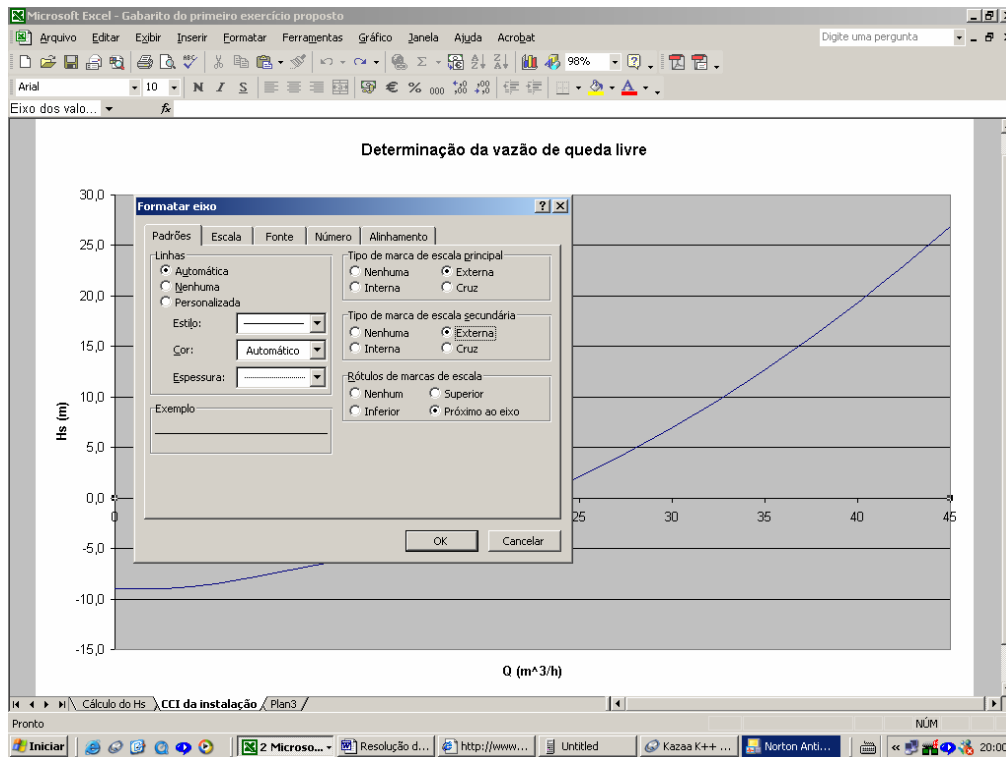 Microsoft Excel - Gabarito do primeiro exercício proposto
Arquivo Editar Exibir Inserir Formatar Ferramentas Gráfico Janela Ajuda Acrobat Digite uma pergunta
98%
Arial 10 N I S € % 000
Eixo dos valo... fx
Determinação da vazão de queda livre
30,0
25,0
20,0
15,0
10,0
5,0
0,0
-5,0
-10,0
-15,0
Hs (m)
0 25 30 35 40 45
Q (m^3/h)
Formatar eixo
Padrões Escala Fonte Número Alinhamento
Linhas
Automática
Nenhuma
Personalizada
Estilo:
Cor: Automático
Espessura:
Exemplo
Tipo de marca de escala principal
Nenhuma Externa
Interna Cruz
Tipo de marca de escala secundária
Nenhuma Externa
Interna Cruz
Rótulos de marcas de escala
Nenhum Superior
Inferior Próximo ao eixo
OK Cancelar
Cálculo do Hs CCI da instalação Plan3
Pronto NÚM
Iniciar 2 Microso... Resolução d... http://www... Untitled Kazaa K++ ... Norton Anti... 20:00